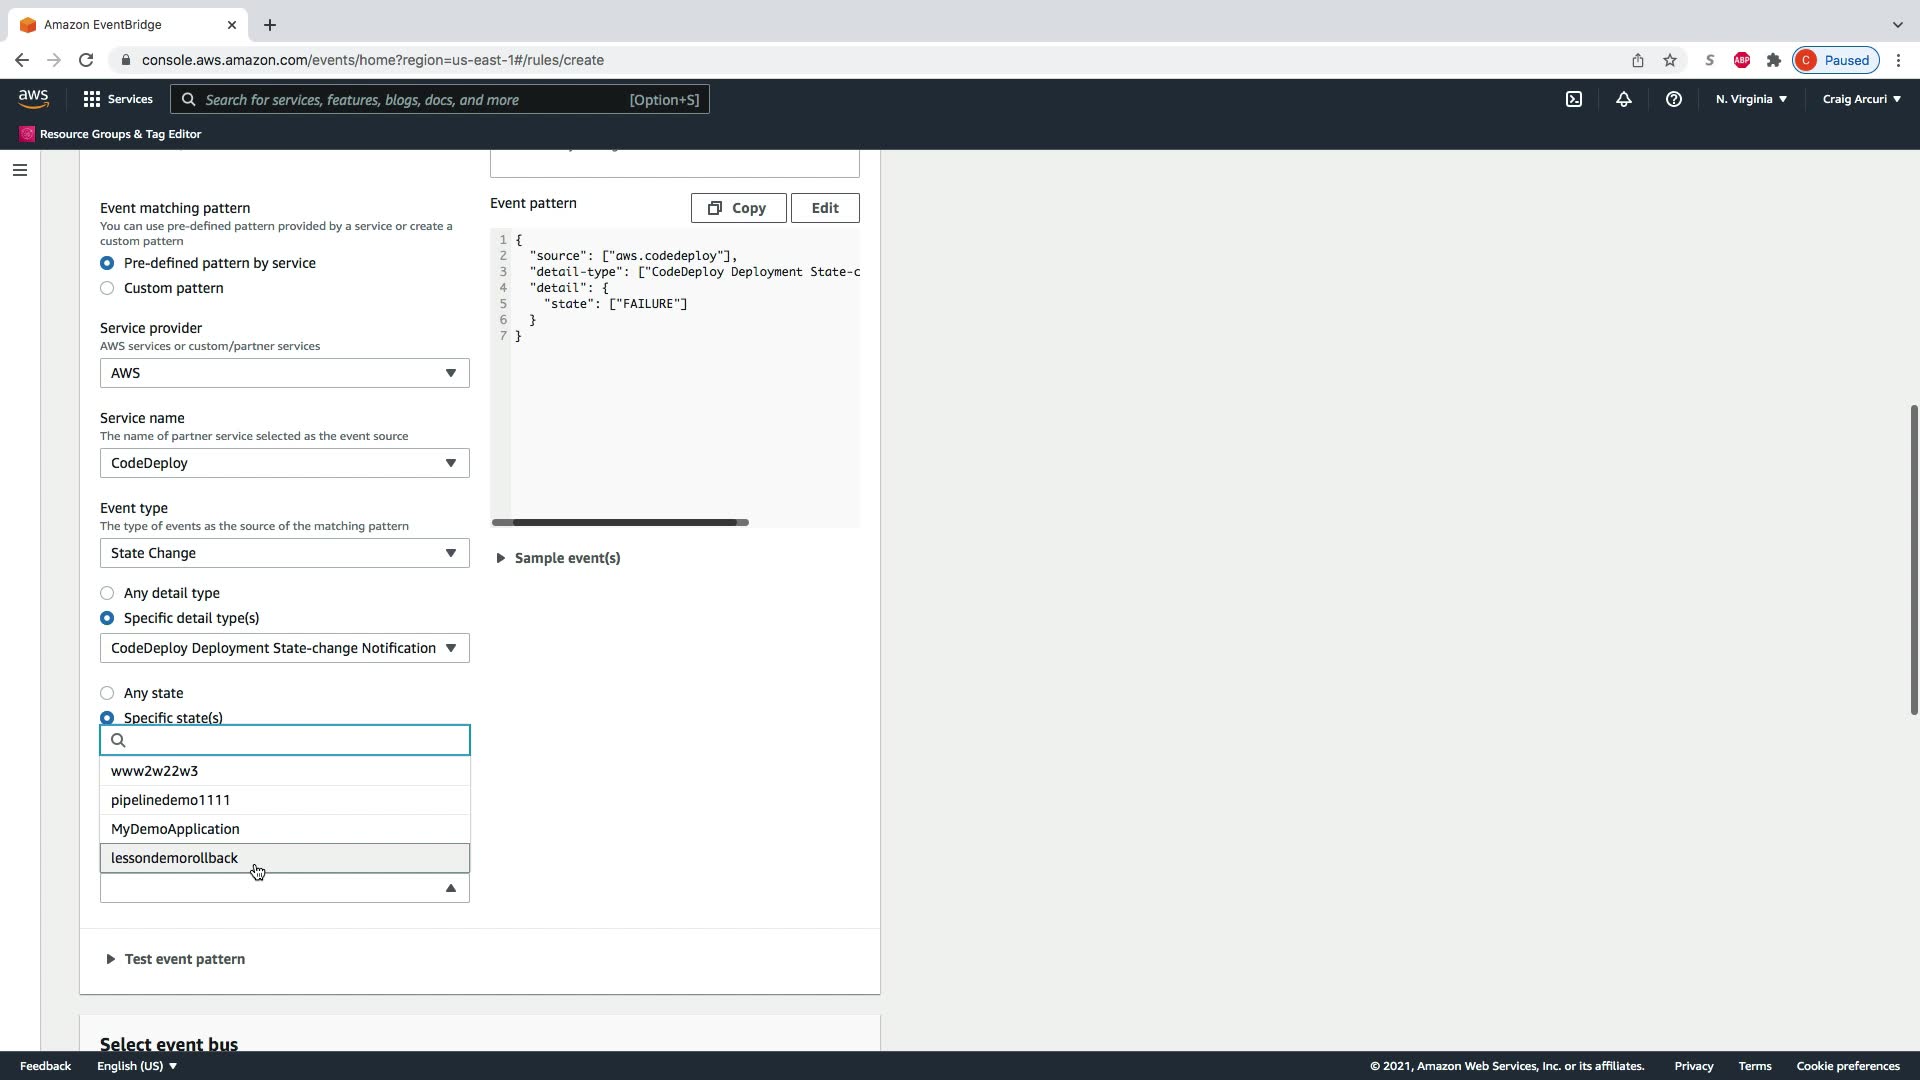 Amazon EventBridge
console.aws.amazon.com/events/home?region=us-east-1#/rules/create
ABP
C Paused
aws
Services
Search for services, features, blogs, docs, and more [Option+S]
N. Virginia
Craig Arcuri
Resource Groups & Tag Editor
Event matching pattern
You can use pre-defined pattern provided by a service or create a
custom pattern
Pre-defined pattern by service
Custom pattern
Service provider
AWS services or custom/partner services
AWS
Service name
The name of partner service selected as the event source
CodeDeploy
Event type
The type of events as the source of the matching pattern
State Change
Any detail type
Specific detail type(s)
CodeDeploy Deployment State-change Notification
Any state
Specific state(s)
www2w22w3
pipelinedemo1111
MyDemoApplication
lessondemorollback
Test event pattern
Event pattern
Copy
Edit
1 {
2 "source": ["aws.codedeploy"],
3 "detail-type": ["CodeDeploy Deployment State-c
4 "detail": {
5 "state": ["FAILURE"]
6 }
7 }
Sample event(s)
Select event bus
Feedback
English (US)
© 2021, Amazon Web Services, Inc. or its affiliates.
Privacy
Terms
Cookie preferences